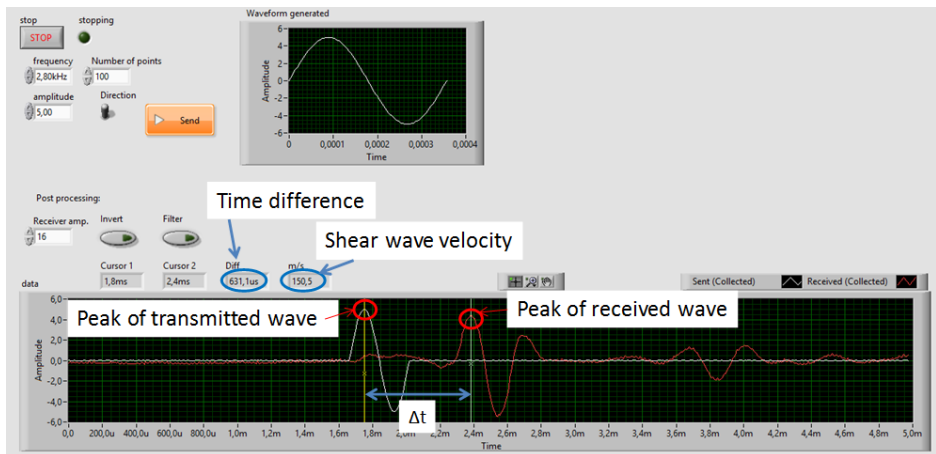 stop
stopping
STOP
frequency
Number of points
2,80kHz
100
amplitude
Direction
5,00
Send
Waveform generated
6-
4-
2-
0-
-2-
-4-
-6-
Amplitude
0
0,0001
0,0002
0,0003
0,0004
Time
Post processing:
Time difference
Receiver amp.
Invert
Filter
16
Shear wave velocity
Cursor 1
Cursor 2
Diff
m/s
data
1,8ms
2,4ms
631,1us
150,5
Sent (Collected)
Received (Collected)
6,0-
Peak of transmitted wave
Peak of received wave
2,0-
0,0-
-2,0-
-4,0-
-6,0-
Amplitude
Δt
0,0
200,0u
400,0u
600,0u
800,0u
1,0m
1,2m
1,4m
1,6m
1,8m
2,0m
2,2m
2,4m
2,6m
2,8m
3,0m
3,2m
3,4m
3,6m
3,8m
4,0m
4,2m
4,4m
4,6m
4,8m
5,0m
Time